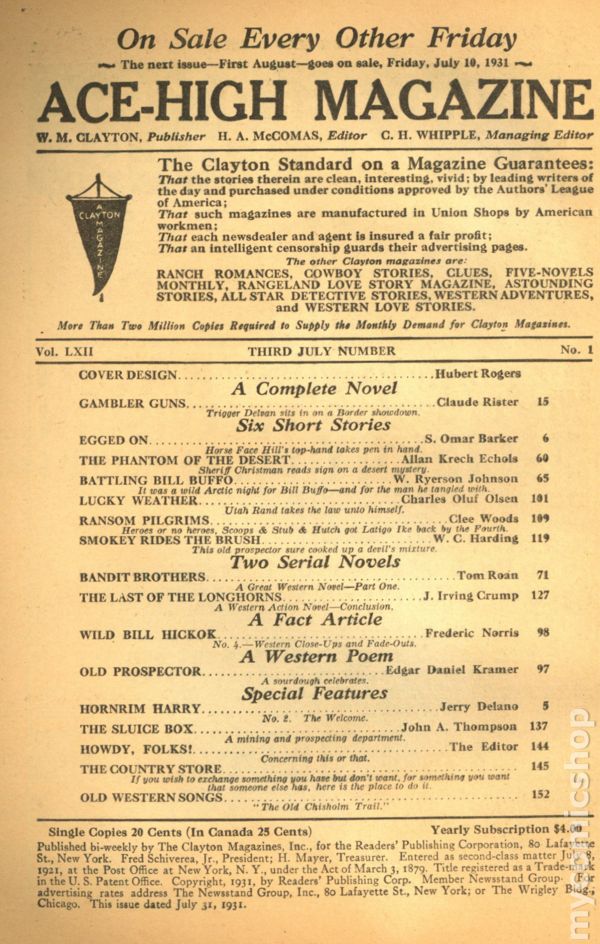 On Sale Every Other Friday
The next issue—First August—goes on sale, Friday, July 10, 1931
ACE-HIGH MAGAZINE
W. M. CLAYTON, Publisher H. A. McCOMAS, Editor C. H. WHIPPLE, Managing Editor
CLAYTON
A
MAGAZINE
The Clayton Standard on a Magazine Guarantees:
That the stories therein are clean, interesting, vivid; by leading writers of
the day and purchased under conditions approved by the Authors' League
of America;
That such magazines are manufactured in Union Shops by American
workmen;
That each newsdealer and agent is insured a fair profit;
That an intelligent censorship guards their advertising pages.
The other Clayton magazines are:
RANCH ROMANCES, COWBOY STORIES, CLUES, FIVE-NOVELS
MONTHLY, RANGELAND LOVE STORY MAGAZINE, ASTOUNDING
STORIES, ALL STAR DETECTIVE STORIES, WESTERN ADVENTURES,
and WESTERN LOVE STORIES.
More Than Two Million Copies Required to Supply the Monthly Demand for Clayton Magazines.
Vol. LXII THIRD JULY NUMBER No. 1
COVER DESIGN Hubert Rogers
A Complete Novel
GAMBLER GUNS Claude Rister 15
Trigger Delvan sits in on a Border showdown.
Six Short Stories
EGGED ON S. Omar Barker 6
Horse Face Hill's top-hand takes pen in hand.
THE PHANTOM OF THE DESERT Allan Krech Echols 60
Sheriff Christman reads sign on a desert mystery.
BATTLING BILL BUFFO W. Ryerson Johnson 65
It was a wild Arctic night for Bill Buffo—and for the man he tangled with.
LUCKY WEATHER Charles Oluf Olsen 101
Utah Rand takes the law unto himself.
RANSOM PILGRIMS Clee Woods 109
Heroes or no heroes, Scoops & Stub & Hutch got Latigo Ike back by the Fourth.
SMOKEY RIDES THE BRUSH W. C. Harding 119
This old prospector sure cooked up a devil's mixture.
Two Serial Novels
BANDIT BROTHERS Tom Roan 71
A Great Western Novel—Part One.
THE LAST OF THE LONGHORNS J. Irving Crump 127
A Western Action Novel—Conclusion.
A Fact Article
WILD BILL HICKOK Frederic Norris 98
No. 4.—Western Close-Ups and Fade-Outs.
A Western Poem
OLD PROSPECTOR Edgar Daniel Kramer 97
A sourdough celebrates.
Special Features
HORNRIM HARRY Jerry Delano 5
No. 2. The Welcome.
THE SLUICE BOX John A. Thompson 137
A mining and prospecting department.
HOWDY, FOLKS! The Editor 144
Concerning this or that.
THE COUNTRY STORE 145
If you wish to exchange something you have but don't want, for something you want
that someone else has, here is the place to do it.
OLD WESTERN SONGS 152
"The Old Chisholm Trail."
Single Copies 20 Cents (In Canada 25 Cents) Yearly Subscription $4.00
Published bi-weekly by The Clayton Magazines, Inc., for the Readers' Publishing Corporation, 80 Lafayette
St., New York. Fred Schiverea, Jr., President; H. Mayer, Treasurer. Entered as second-class matter July 8,
1921, at the Post Office at New York, N. Y., under the Act of March 3, 1879. Title registered as a Trade-mark
in the U. S. Patent Office. Copyright, 1931, by Readers' Publishing Corp. Member Newsstand Group. For
advertising rates address The Newsstand Group, Inc., 80 Lafayette St., New York; or The Wrigley Bldg.,
Chicago. This issue dated July 31, 1931.
mycomicshop